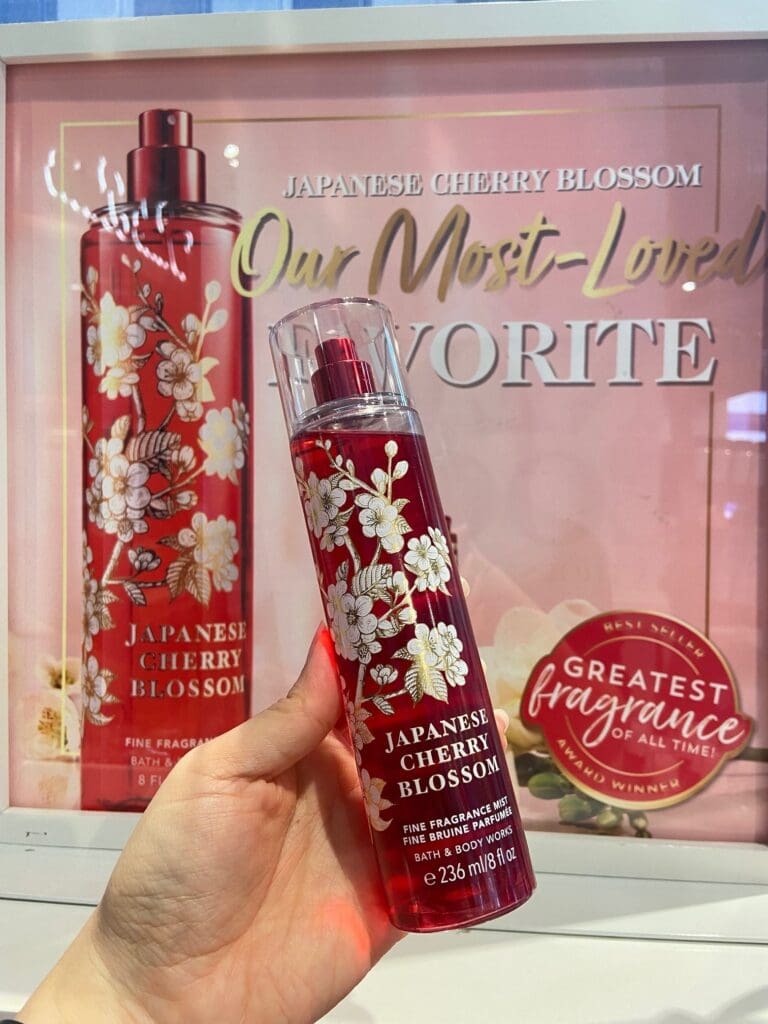 JAPANESE CHERRY BLOSSOM
Our Most-Loved
VORITE
JAPANESE
CHERRY
BLOSSOM
FINE FRAGRAN
BATH &
8 Fl
JAPANESE
CHERRY
BLOSSOM
FINE FRAGRANCE MIST
FINE BRUINE PARFUMÉE
BATH & BODY WORKS
e 236 ml/8 fl oz
BEST SELLER
GREATEST
fragrance
OF ALL TIME!
AWARD WINNER